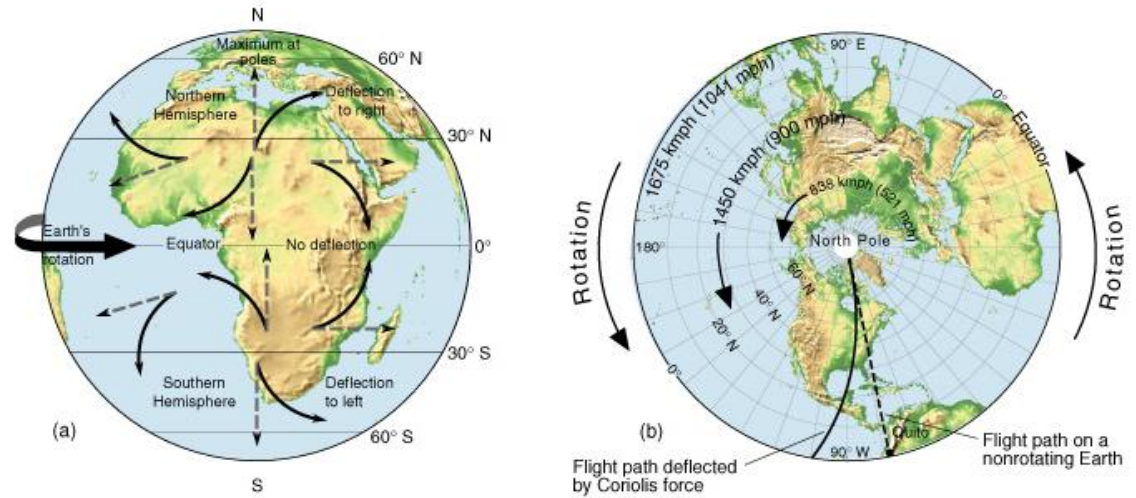 N
Maximum at
poles
60° N
Northern
Hemisphere
Deflection
to right
30° N
Earth's
rotation
Equator
No deflection
0°
30° S
Southern
Hemisphere
Deflection
to left
(a)
60° S
S
90° E
0°
Equator
1675 kmph (1041 mph)
1450 kmph (900 mph)
838 kmph (521 mph)
Rotation
180°
North Pole
Rotation
60° N
40° N
20° N
0°
(b)
Quito
90° W
Flight path deflected
by Coriolis force
Flight path on a
nonrotating Earth